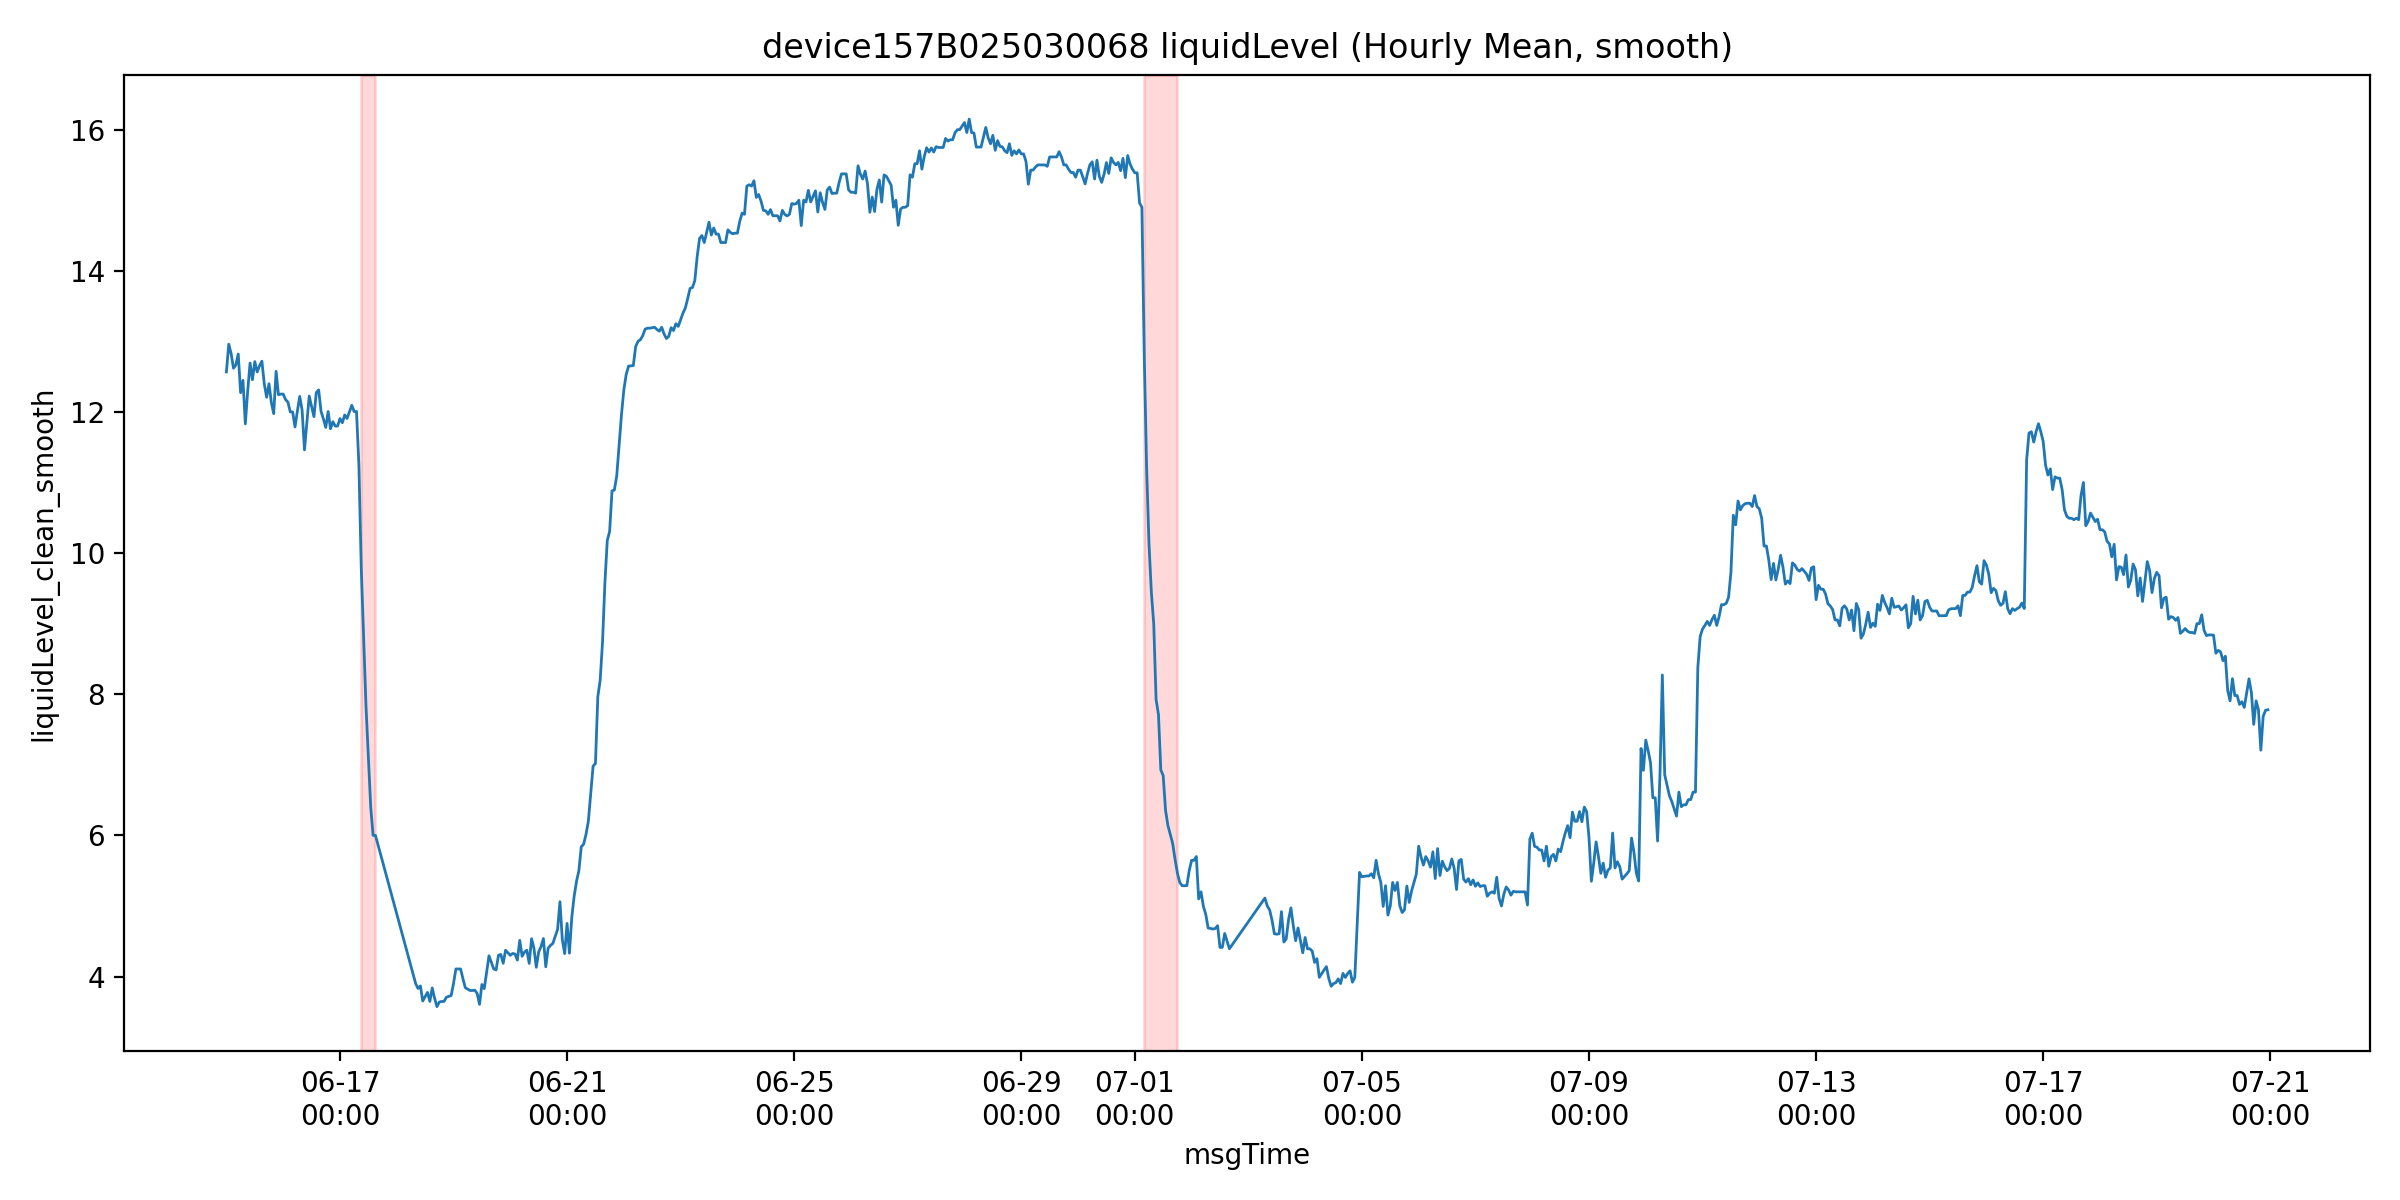 device157B025030068 liquidLevel (Hourly Mean, smooth)
liquidLevel_clean_smooth
16
14
12
10
8
6
4
06-17 06-21 06-25 06-29 07-01 07-05 07-09 07-13 07-17 07-21
00:00 00:00 00:00 00:00 00:00 00:00 00:00 00:00 00:00 00:00
msgTime